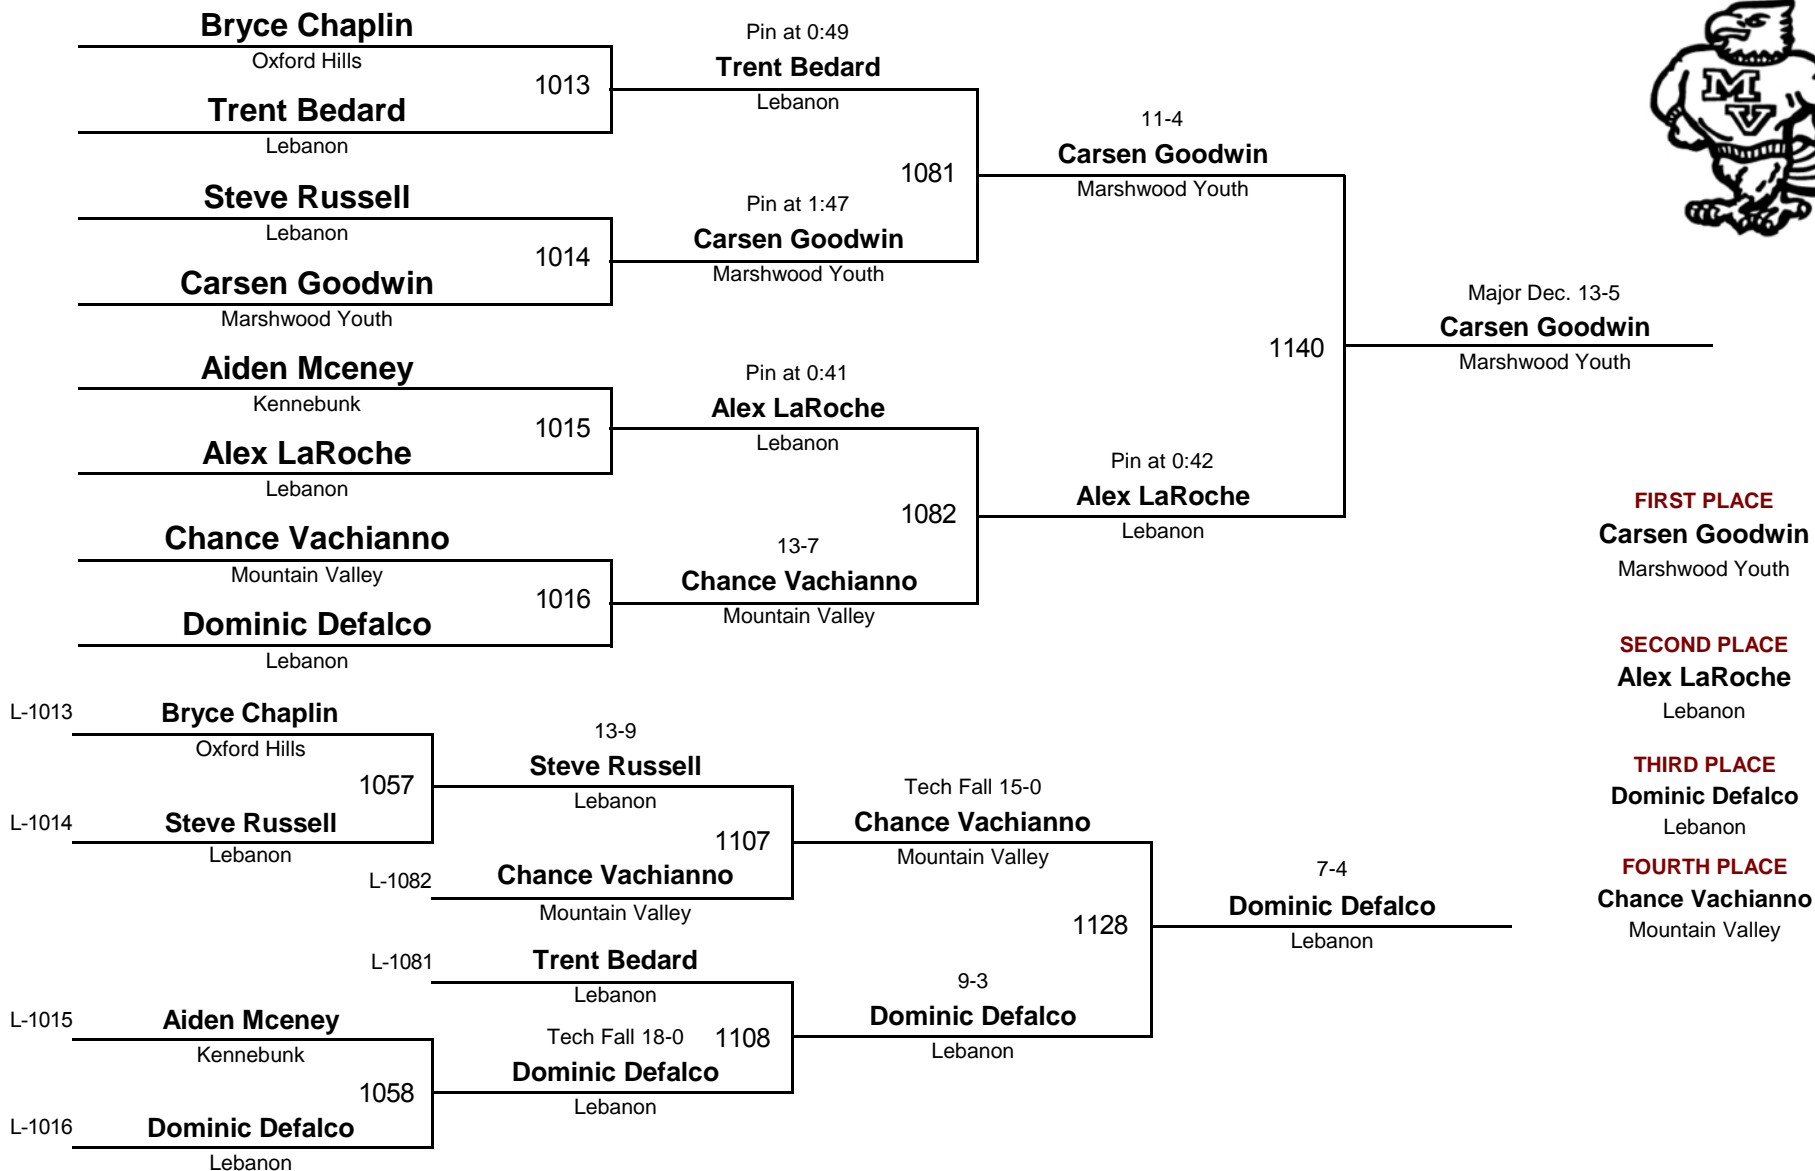 Bryce Chaplin
Oxford Hills
1013
Trent Bedard
Lebanon
Steve Russell
Lebanon
1014
Carsen Goodwin
Marshwood Youth
Aiden Mceney
Kennebunk
1015
Alex LaRoche
Lebanon
Chance Vachianno
Mountain Valley
1016
Dominic Defalco
Lebanon
Pin at 0:49
Trent Bedard
Lebanon
1081
Pin at 1:47
Carsen Goodwin
Marshwood Youth
Pin at 0:41
Alex LaRoche
Lebanon
1082
13-7
Chance Vachianno
Mountain Valley
11-4
Carsen Goodwin
Marshwood Youth
1140
Pin at 0:42
Alex LaRoche
Lebanon
Major Dec. 13-5
Carsen Goodwin
Marshwood Youth
M
V
FIRST PLACE
Carsen Goodwin
Marshwood Youth
SECOND PLACE
Alex LaRoche
Lebanon
THIRD PLACE
Dominic Defalco
Lebanon
FOURTH PLACE
Chance Vachianno
Mountain Valley
L-1013
Bryce Chaplin
Oxford Hills
1057
L-1014
Steve Russell
Lebanon
13-9
Steve Russell
Lebanon
1107
L-1082
Chance Vachianno
Mountain Valley
L-1081
Trent Bedard
Lebanon
L-1015
Aiden Mceney
Kennebunk
1058
L-1016
Dominic Defalco
Lebanon
Tech Fall 18-0
1108
Dominic Defalco
Lebanon
Tech Fall 15-0
Chance Vachianno
Mountain Valley
1128
9-3
Dominic Defalco
Lebanon
7-4
Dominic Defalco
Lebanon